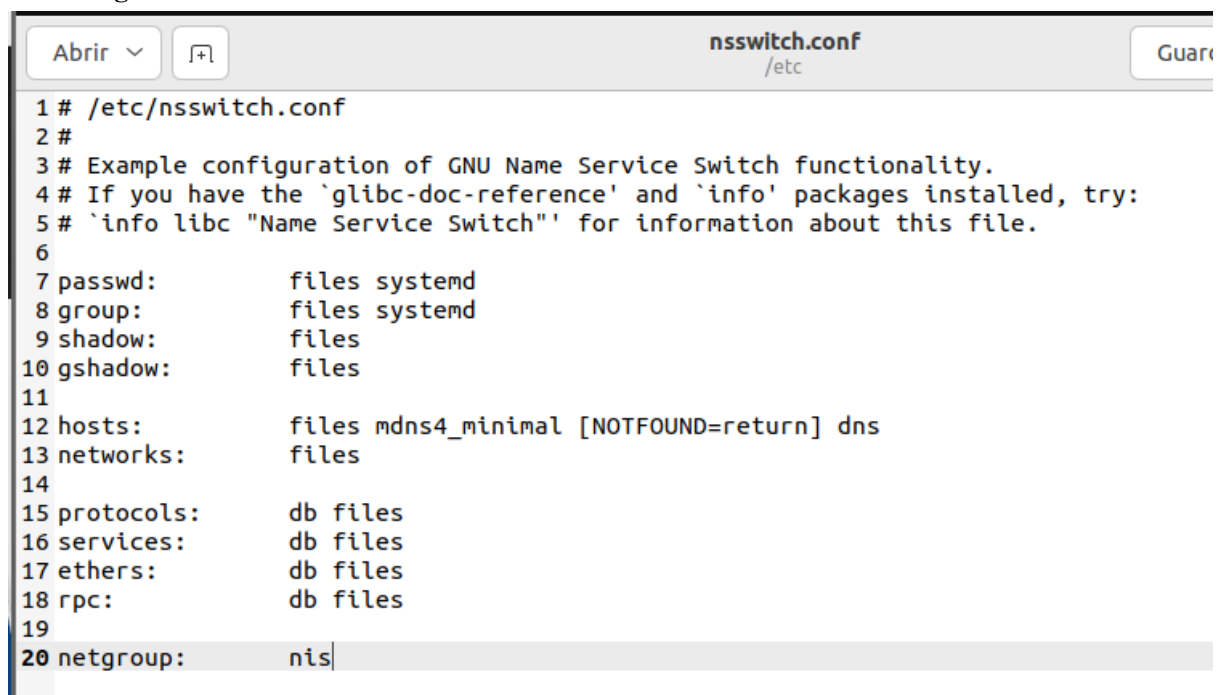 Abrir
nsswitch.conf
/etc
Guard
1 # /etc/nsswitch.conf
2 #
3 # Example configuration of GNU Name Service Switch functionality.
4 # If you have the `glibc-doc-reference' and `info' packages installed, try:
5 # `info libc "Name Service Switch"' for information about this file.
6
7 passwd:         files systemd
8 group:          files systemd
9 shadow:         files
10 gshadow:        files
11
12 hosts:          files mdns4_minimal [NOTFOUND=return] dns
13 networks:       files
14
15 protocols:      db files
16 services:       db files
17 ethers:         db files
18 rpc:            db files
19
20 netgroup:       nis